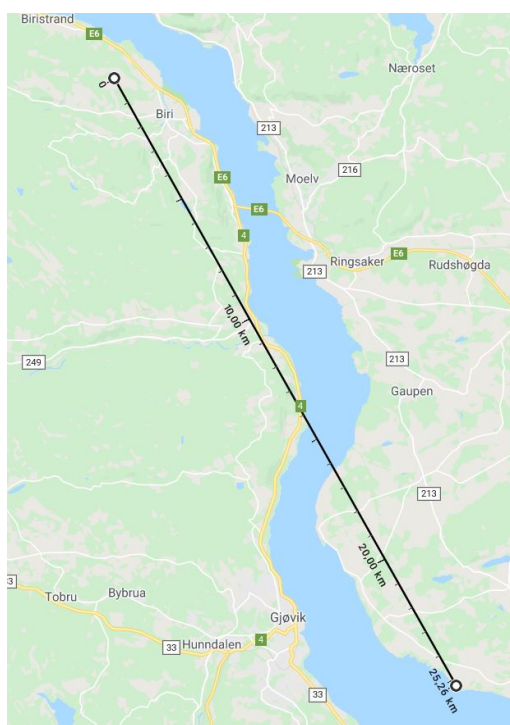 Biristrand
E6
Næroset
0
Biri
213
216
E6
Moelv
E6
4
E6
Ringsaker
213
Rudshøgda
10,00 km
249
213
Gaupen
4
213
20,00 km
33
Tobru
Bybrua
Gjøvik
4
33
Hunndalen
25,26 km
33